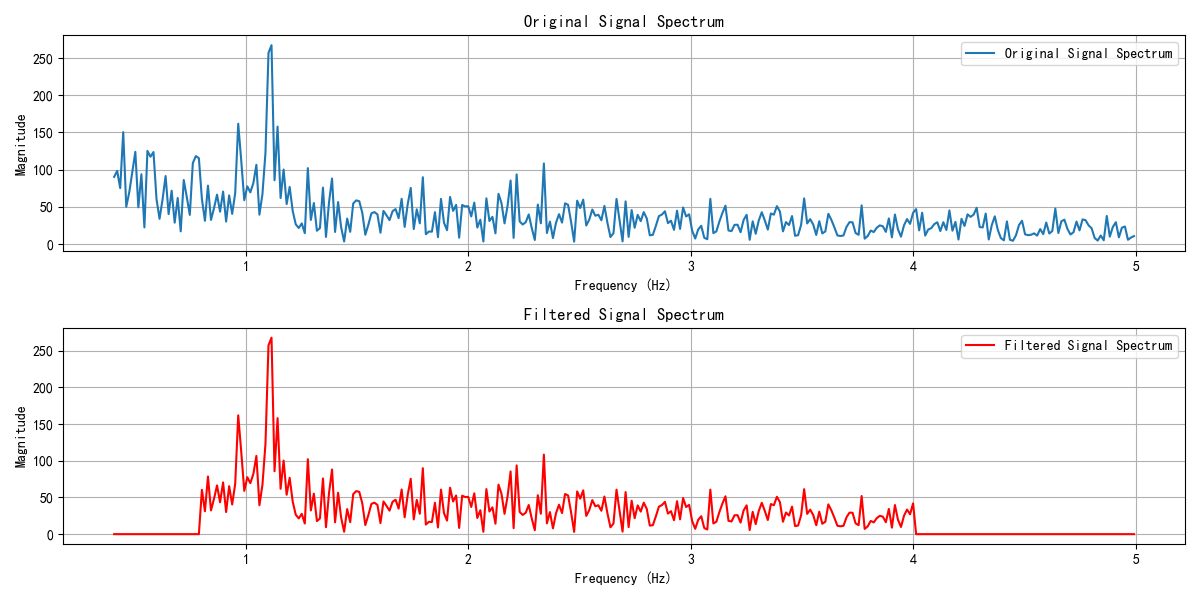 Original Signal Spectrum
Original Signal Spectrum
Magnitude
250
200
150
100
50
0
1
2
3
4
5
Frequency (Hz)
Filtered Signal Spectrum
Filtered Signal Spectrum
Magnitude
250
200
150
100
50
0
1
2
3
4
5
Frequency (Hz)